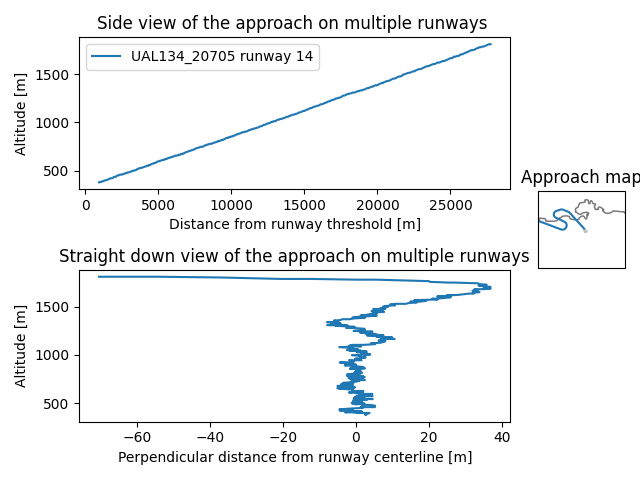 Side view of the approach on multiple runways
UAL134_20705 runway 14
Altitude [m]
1500
1000
500
0
5000
10000
15000
20000
25000
Distance from runway threshold [m]
Approach map
Straight down view of the approach on multiple runways
Altitude [m]
1500
1000
500
−60
−40
−20
0
20
40
Perpendicular distance from runway centerline [m]